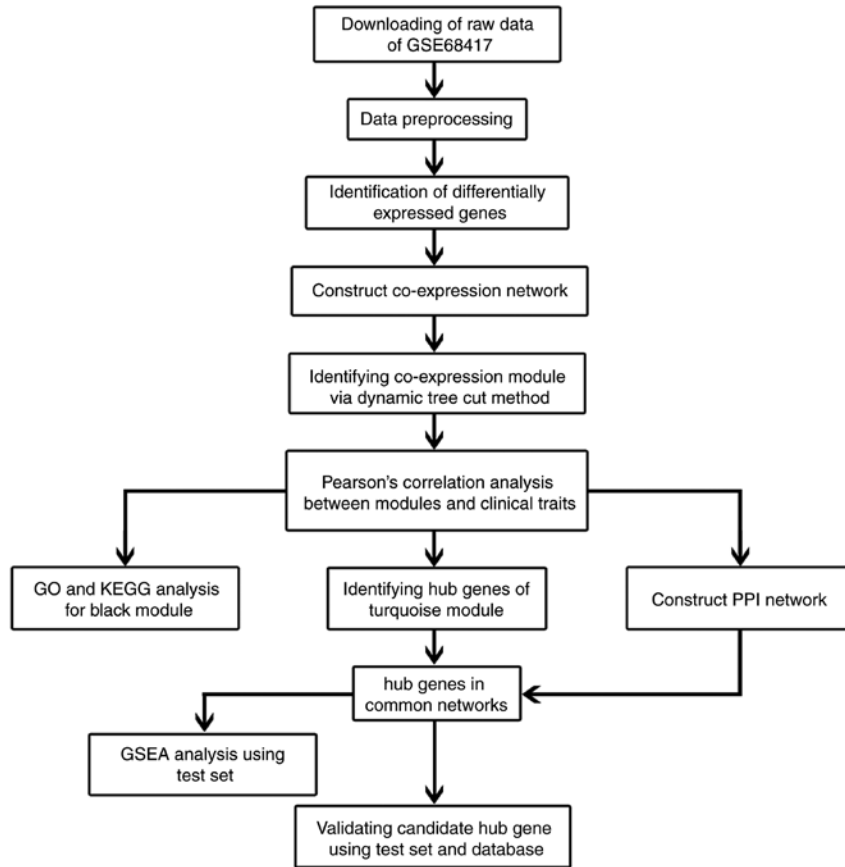 Downloading of raw data
of GSE68417
Data preprocessing
Identification of differentially
expressed genes
Construct co-expression network
Identifying co-expression module
via dynamic tree cut method
Pearson's correlation analysis
between modules and clinical traits
GO and KEGG analysis
for black module
Identifying hub genes of
turquoise module
Construct PPI network
hub genes in
common networks
GSEA analysis using
test set
Validating candidate hub gene
using test set and database